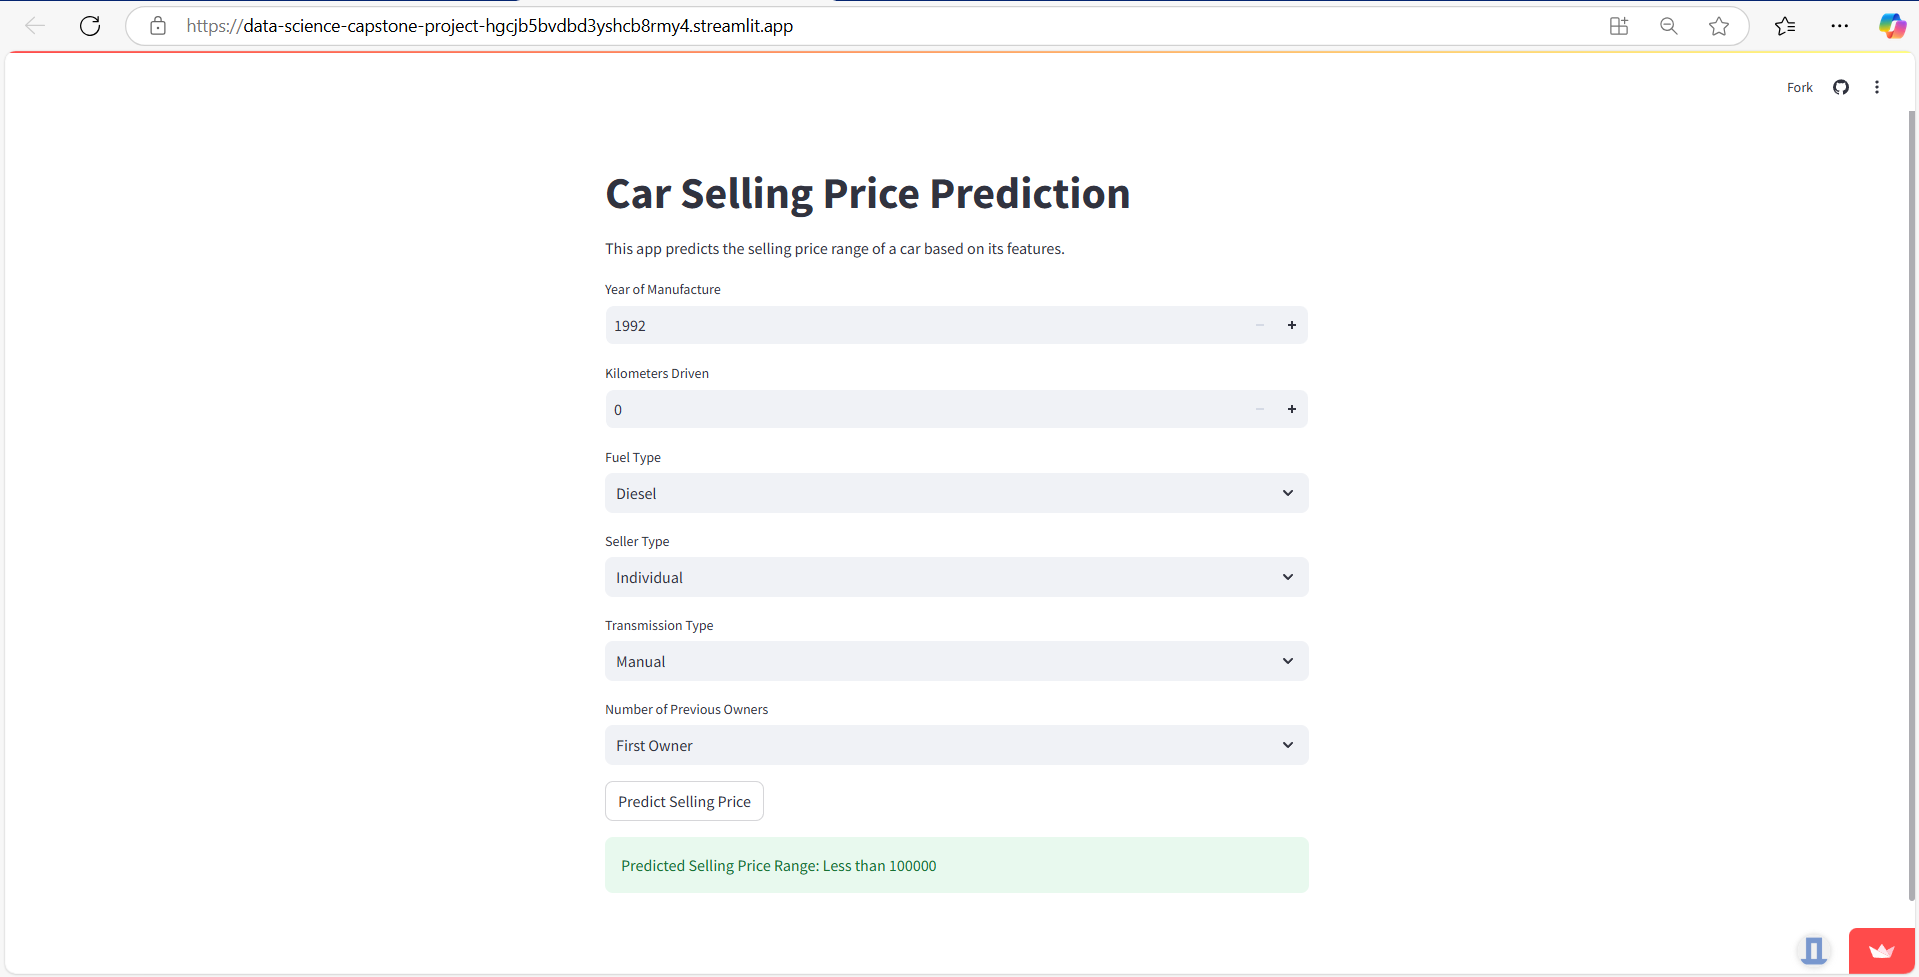 https://data-science-capstone-project-hgcjb5bvdbd3yshcb8rmy4.streamlit.app
Fork
Car Selling Price Prediction
This app predicts the selling price range of a car based on its features.
Year of Manufacture
1992
Kilometers Driven
0
Fuel Type
Diesel
Seller Type
Individual
Transmission Type
Manual
Number of Previous Owners
First Owner
Predict Selling Price
Predicted Selling Price Range: Less than 100000